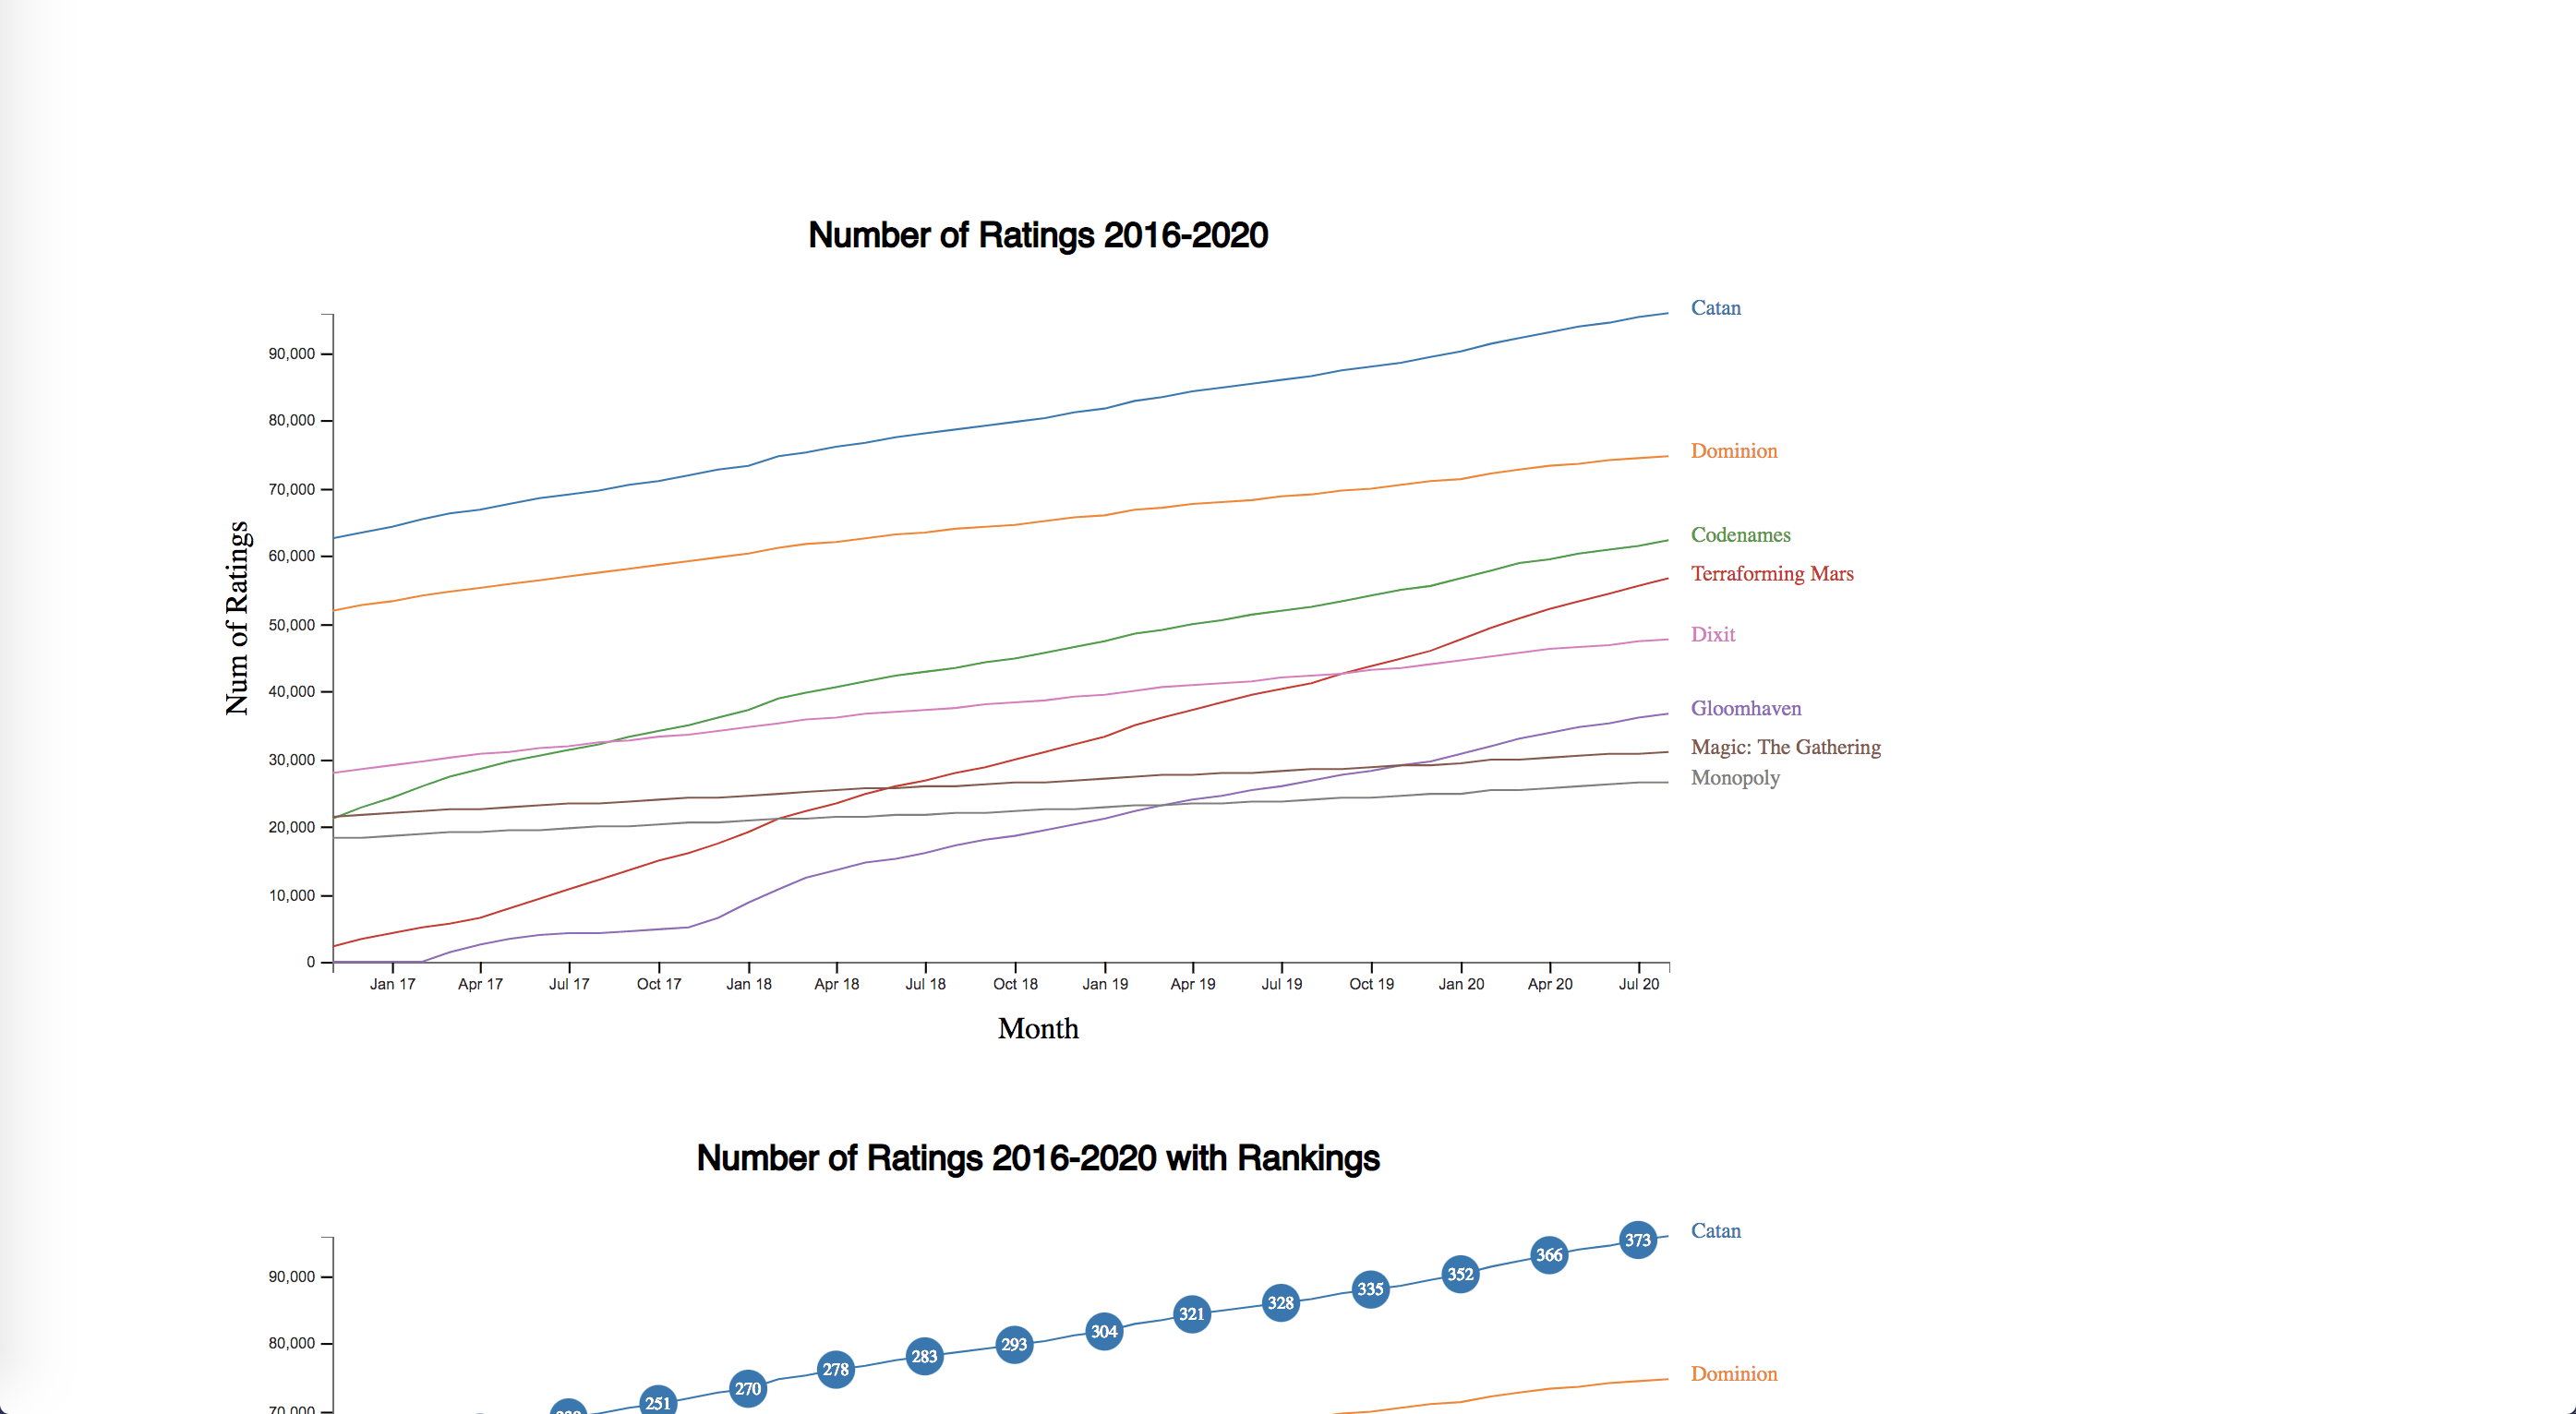 Number of Ratings 2016-2020
Catan
90,000
80,000
Dominion
70,000
Codenames
60,000
Terraforming Mars
Num of Ratings
50,000
Dixit
40,000
Gloomhaven
Magic: The Gathering
30,000
Monopoly
20,000
10,000
0
Jan 17 Apr 17 Jul 17 Oct 17 Jan 18 Apr 18 Jul 18 Oct 18 Jan 19 Apr 19 Jul 19 Oct 19 Jan 20 Apr 20 Jul 20
Month
Number of Ratings 2016-2020 with Rankings
Catan
373
366
90,000
352
335
328
321
304
80,000
293
283
278
Dominion
270
251
70,000